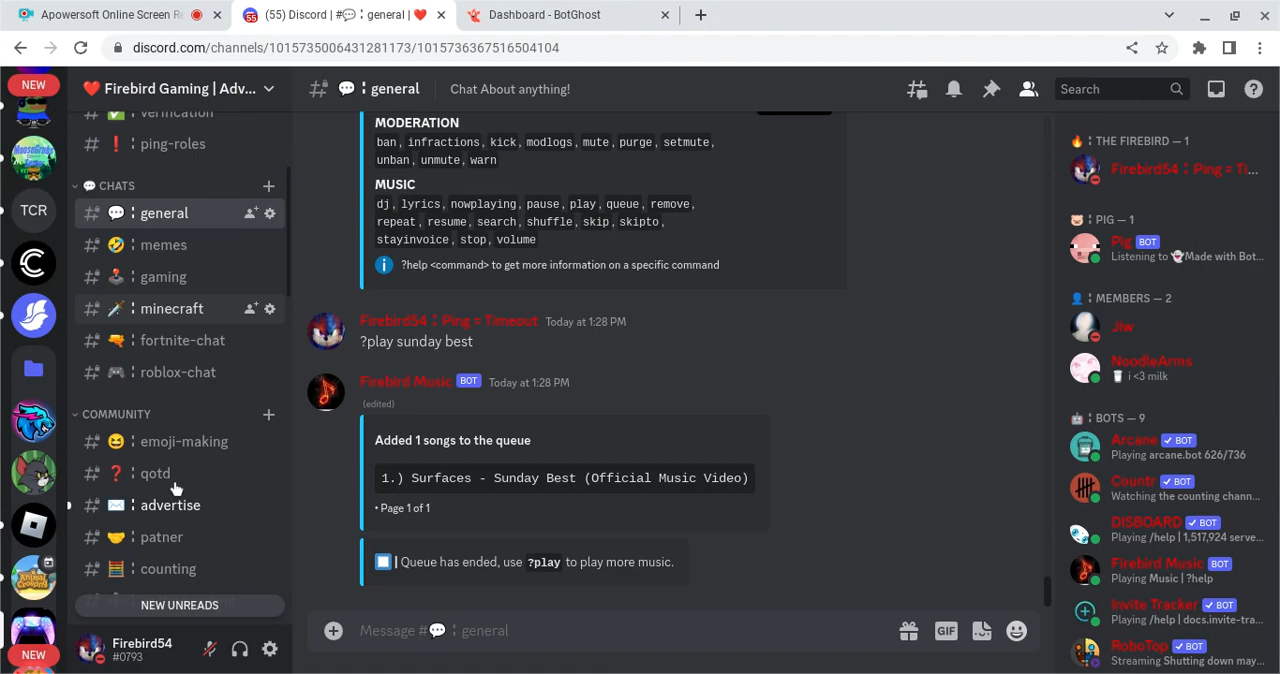 Apowersoft Online Screen Re
(55) Discord | #💬 ¦ general | ❤️
Dashboard - BotGhost
discord.com/channels/1015735006431281173/1015736367516504104
NEW
❤️ Firebird Gaming | Adv...
💬 ¦ general
Chat About anything!
Search
verification
ping-roles
CHATS
general
memes
gaming
minecraft
fortnite-chat
roblox-chat
COMMUNITY
emoji-making
qotd
advertise
patner
counting
NEW UNREADS
TCR
NEW
Firebird54
#0793
MODERATION
ban, infractions, kick, modlogs, mute, purge, setmute,
unban, unmute, warn
MUSIC
dj, lyrics, nowplaying, pause, play, queue, remove,
repeat, resume, search, shuffle, skip, skipto,
stayinvoice, stop, volume
?help <command> to get more information on a specific command
Firebird54 ¦ Ping = Timeout Today at 1:28 PM
?play sunday best
Firebird Music BOT Today at 1:28 PM
(edited)
Added 1 songs to the queue
1.) Surfaces - Sunday Best (Official Music Video)
• Page 1 of 1
| Queue has ended, use ?play to play more music.
Message #💬 ¦ general
GIF
🔥 ¦ THE FIREBIRD — 1
Firebird54 ¦ Ping = Ti...
🐷 ¦ PIG — 1
Pig BOT
Listening to 👻Made with Bot...
👤 ¦ MEMBERS — 2
Jiw
NoodleArms
🥛 i <3 milk
🤖 ¦ BOTS — 9
Arcane ✓ BOT
Playing arcane.bot 626/736
Countr ✓ BOT
Watching the counting chann...
DISBOARD ✓ BOT
Playing /help | 1,517,924 serve...
Firebird Music BOT
Playing Music | ?help
Invite Tracker ✓ BOT
Playing /help | docs.invite-tra...
RoboTop ✓ BOT
Streaming Shutting down may...